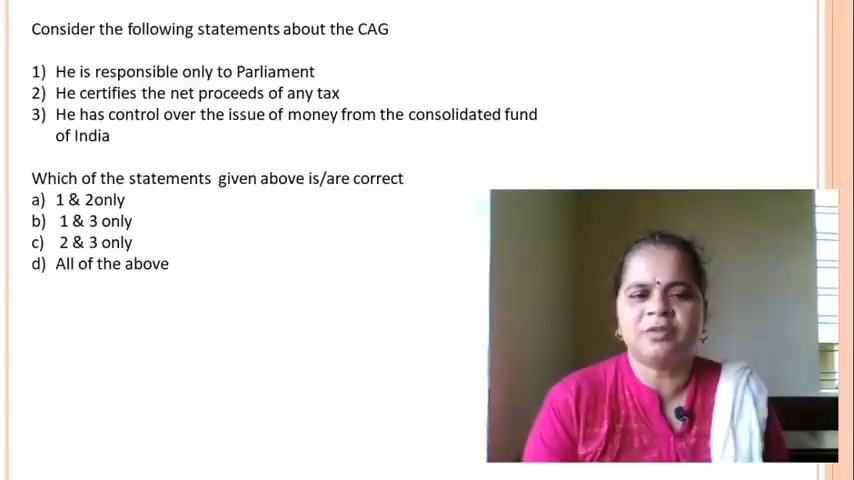 Consider the following statements about the CAG
1) He is responsible only to Parliament
2) He certifies the net proceeds of any tax
3) He has control over the issue of money from the consolidated fund
of India
Which of the statements given above is/are correct
a) 1 & 2only
b) 1 & 3 only
c) 2 & 3 only
d) All of the above